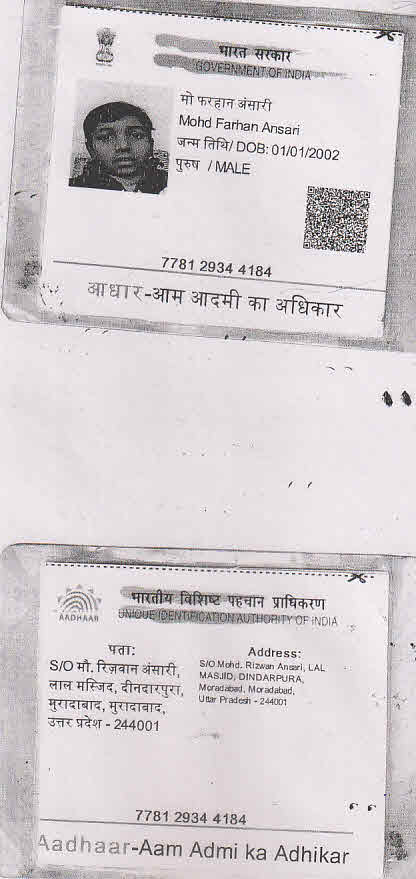 भारत सरकार
GOVERNMENT OF INDIA
मो फरहान अंसारी
Mohd Farhan Ansari
जन्म तिथि/ DOB: 01/01/2002
पुरुष / MALE
7781 2934 4184
आधार-आम आदमी का अधिकार
AADHAAR
भारतीय विशिष्ट पहचान प्राधिकरण
UNIQUE IDENTIFICATION AUTHORITY OF INDIA
पता:
S/O मौ. रिज़वान अंसारी,
लाल मस्जिद, दीनदारपुरा,
मुरादाबाद, मुरादाबाद,
उत्तर प्रदेश - 244001
Address:
S/O Mohd. Rizwan Ansari, LAL
MASJID, DINDARPURA,
Moradabad, Moradabad,
Uttar Pradesh - 244001
7781 2934 4184
Aadhaar-Aam Admi ka Adhikar